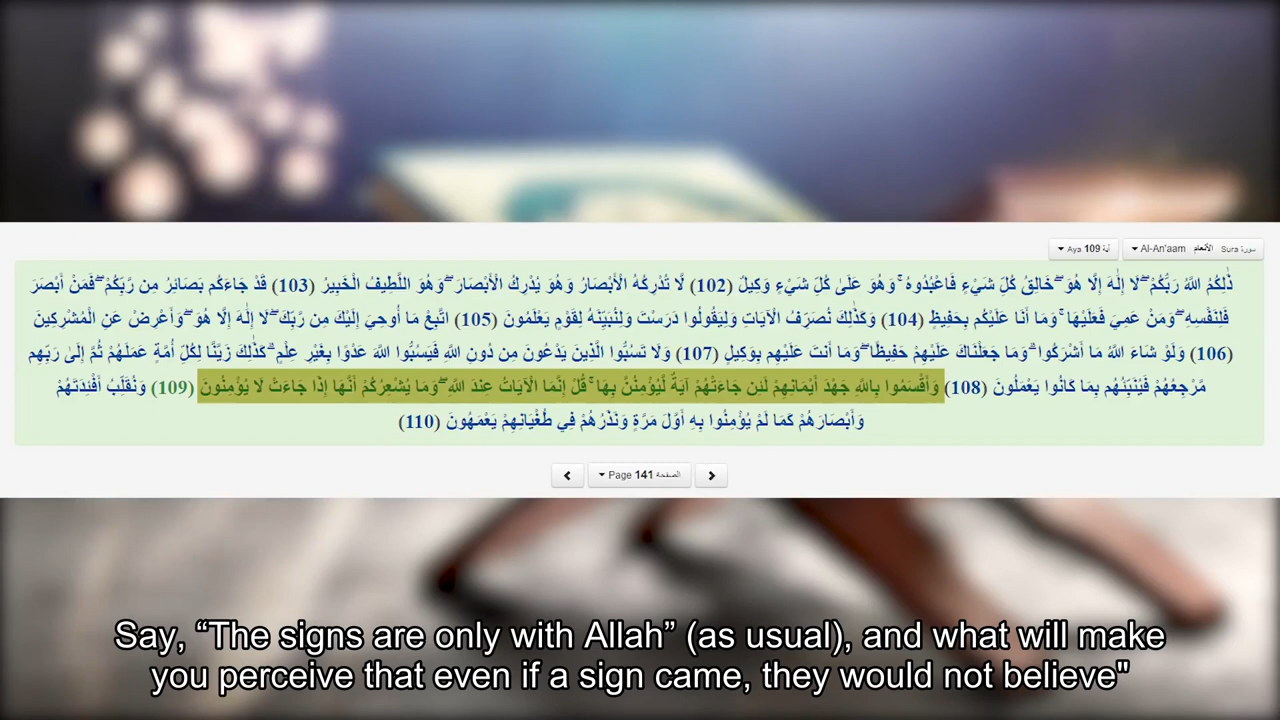 سورة Sura الأنعام Al-An'aam
آية Aya 109
ذَٰلِكُمُ اللَّهُ رَبُّكُمْ ۖ لَا إِلَٰهَ إِلَّا هُوَ ۖ خَالِقُ كُلِّ شَيْءٍ فَاعْبُدُوهُ ۚ وَهُوَ عَلَىٰ كُلِّ شَيْءٍ وَكِيلٌ (102) لَّا تُدْرِكُهُ الْأَبْصَارُ وَهُوَ يُدْرِكُ الْأَبْصَارَ ۖ وَهُوَ اللَّطِيفُ الْخَبِيرُ (103) قَدْ جَاءَكُم بَصَائِرُ مِن رَّبِّكُمْ ۖ فَمَنْ أَبْصَرَ
فَلِنَفْسِهِ ۖ وَمَنْ عَمِيَ فَعَلَيْهَا ۚ وَمَا أَنَا عَلَيْكُم بِحَفِيظٍ (104) وَكَذَٰلِكَ نُصَرِّفُ الْآيَاتِ وَلِيَقُولُوا دَرَسْتَ وَلِنُبَيِّنَهُ لِقَوْمٍ يَعْلَمُونَ (105) اتَّبِعْ مَا أُوحِيَ إِلَيْكَ مِن رَّبِّكَ ۖ لَا إِلَٰهَ إِلَّا هُوَ ۖ وَأَعْرِضْ عَنِ الْمُشْرِكِينَ
(106) وَلَوْ شَاءَ اللَّهُ مَا أَشْرَكُوا ۗ وَمَا جَعَلْنَاكَ عَلَيْهِمْ حَفِيظًا ۖ وَمَا أَنتَ عَلَيْهِم بِوَكِيلٍ (107) وَلَا تَسُبُّوا الَّذِينَ يَدْعُونَ مِن دُونِ اللَّهِ فَيَسُبُّوا اللَّهَ عَدْوًا بِغَيْرِ عِلْمٍ ۗ كَذَٰلِكَ زَيَّنَّا لِكُلِّ أُمَّةٍ عَمَلَهُمْ ثُمَّ إِلَىٰ رَبِّهِم
مَّرْجِعُهُمْ فَيُنَبِّئُهُم بِمَا كَانُوا يَعْمَلُونَ (108) وَأَقْسَمُوا بِاللَّهِ جَهْدَ أَيْمَانِهِمْ لَئِن جَاءَتْهُمْ آيَةٌ لَّيُؤْمِنُنَّ بِهَا ۚ قُلْ إِنَّمَا الْآيَاتُ عِندَ اللَّهِ ۖ وَمَا يُشْعِرُكُمْ أَنَّهَا إِذَا جَاءَتْ لَا يُؤْمِنُونَ (109) وَنُقَلِّبُ أَفْئِدَتَهُمْ
وَأَبْصَارَهُمْ كَمَا لَمْ يُؤْمِنُوا بِهِ أَوَّلَ مَرَّةٍ وَنَذَرُهُمْ فِي طُغْيَانِهِمْ يَعْمَهُونَ (110)
الصفحة Page 141
Say, “The signs are only with Allah” (as usual), and what will make
you perceive that even if a sign came, they would not believe"